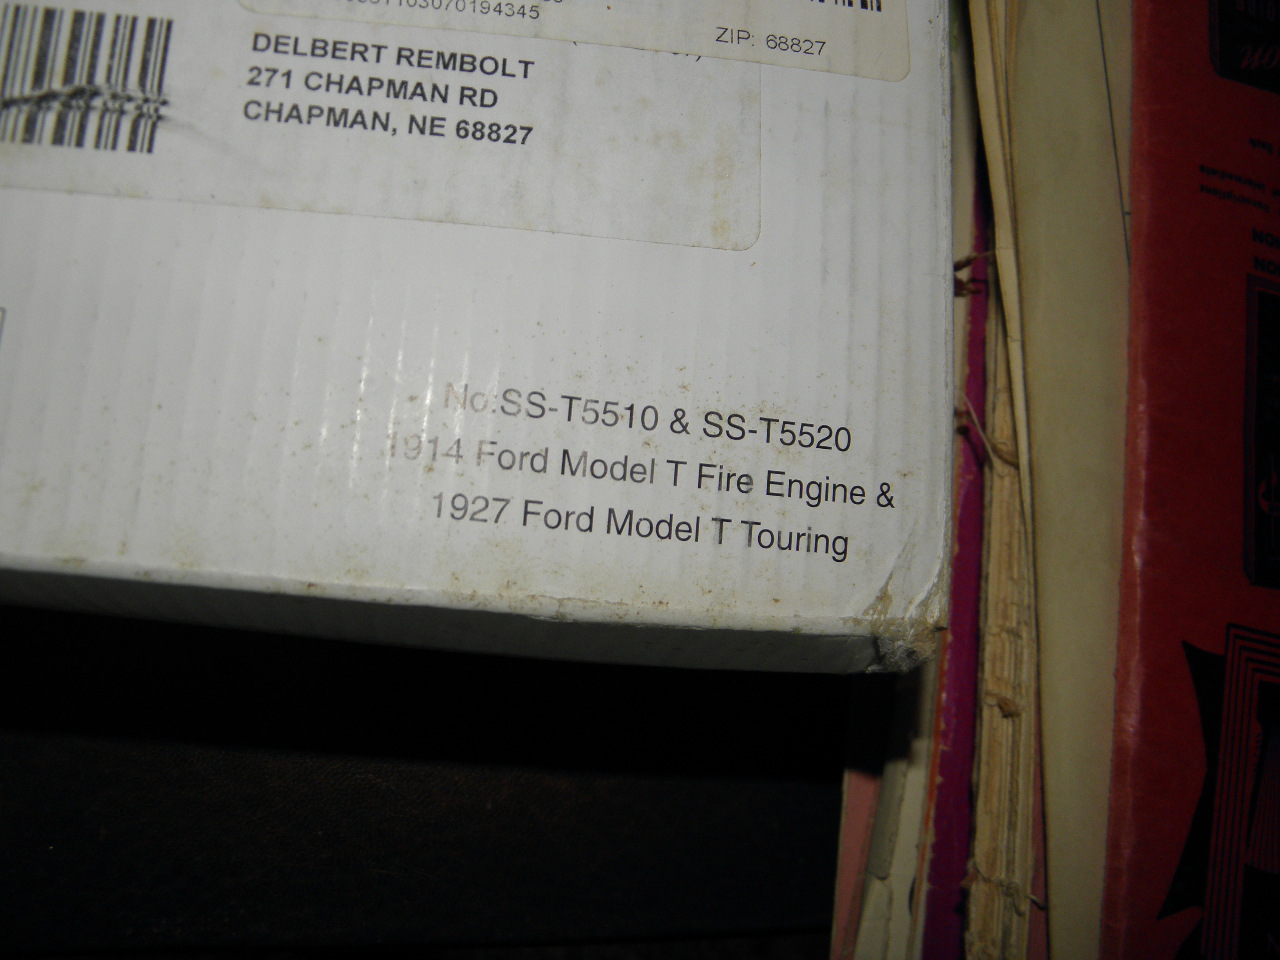 ZIP: 68827
DELBERT REMBOLT
271 CHAPMAN RD
CHAPMAN, NE 68827
No.SS-T5510 & SS-T5520
1914 Ford Model T Fire Engine &
1927 Ford Model T Touring